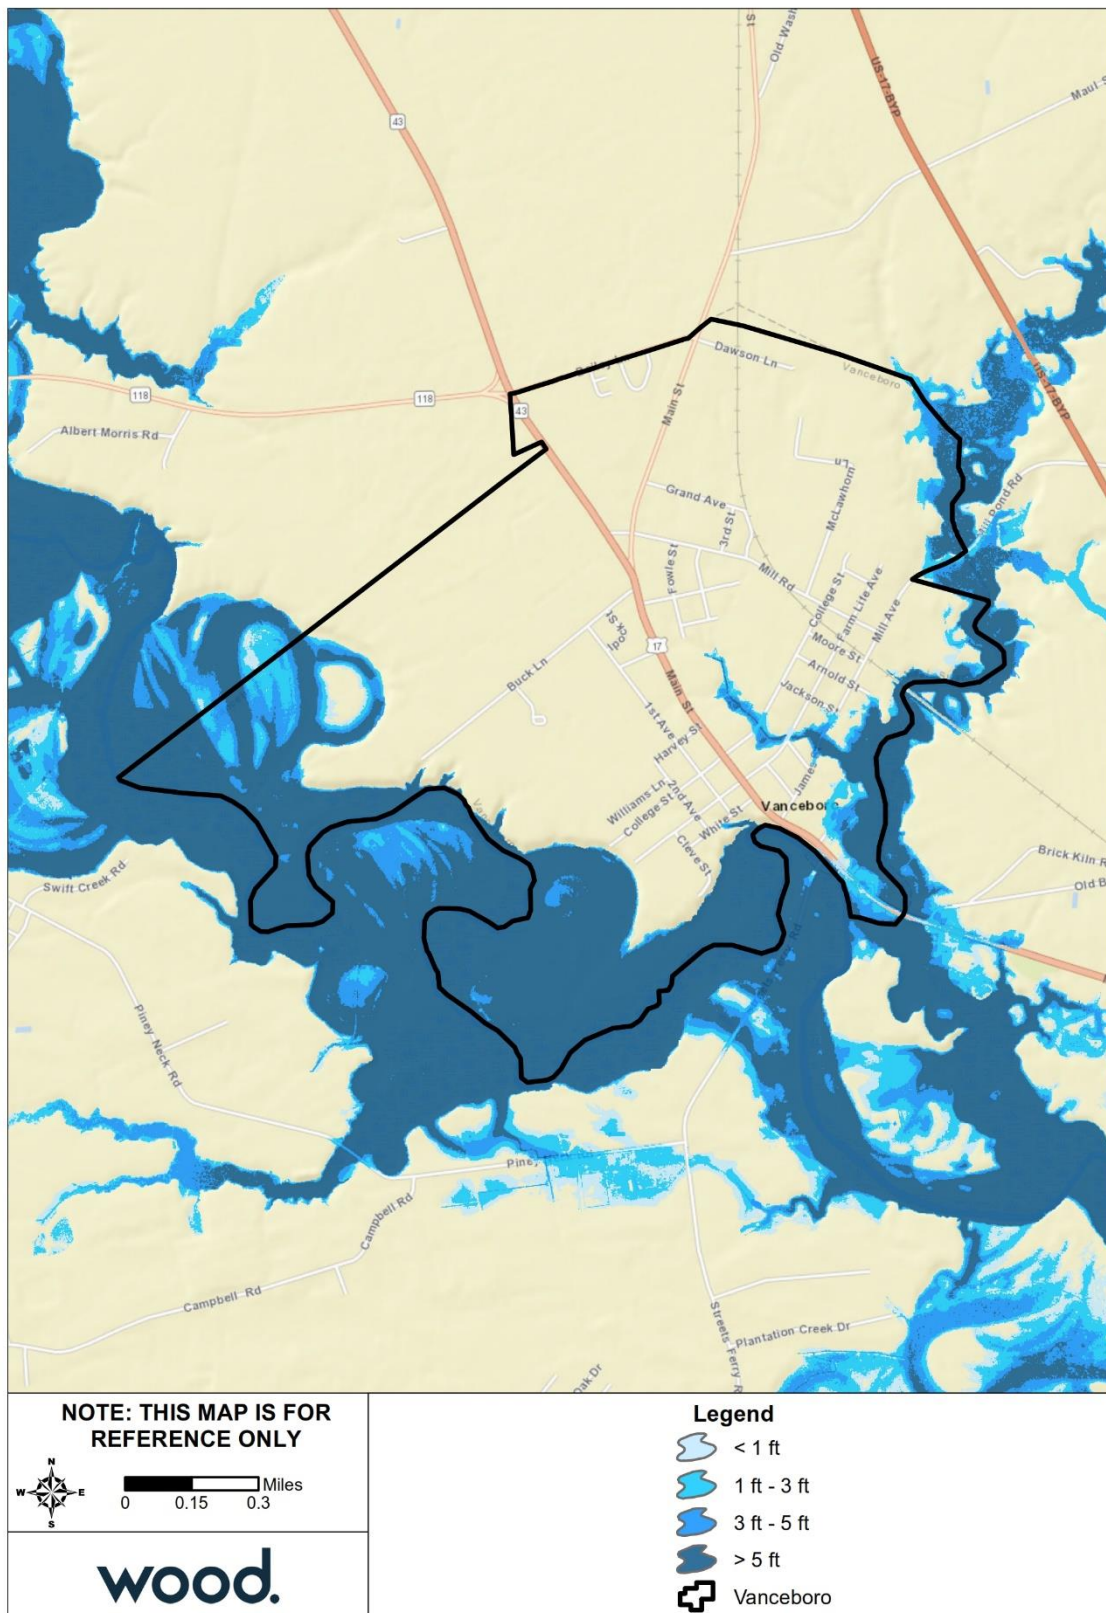 St
Old Wash
US-17-BYP
Maul S
43
118
118
43
Albert Morris Rd
Dawson Ln
Vanceboro
Main St
US-17-BYP
Ln
McLawhorn
Grand Ave
3rd St
Mill Rd
Fowle St
College St
Farm Life Ave
Mill Ave
Pond Rd
Moore St
Arnold St
Jackson St
17
Buck Ln
Main St
1st Ave
Harvey St
James
Williams Ln
College St
2nd Ave
White St
Cleve St
Vanceboro
Brick Kiln R
Old B
Swift Creek Rd
Piney Neck Rd
Rd
Piney
Campbell Rd
Campbell Rd
Streets Ferry R
Plantation Creek Dr
Oak Dr
NOTE: THIS MAP IS FOR
REFERENCE ONLY
N
W E
S
Miles
0 0.15 0.3
wood.
Legend
< 1 ft
1 ft - 3 ft
3 ft - 5 ft
> 5 ft
Vanceboro